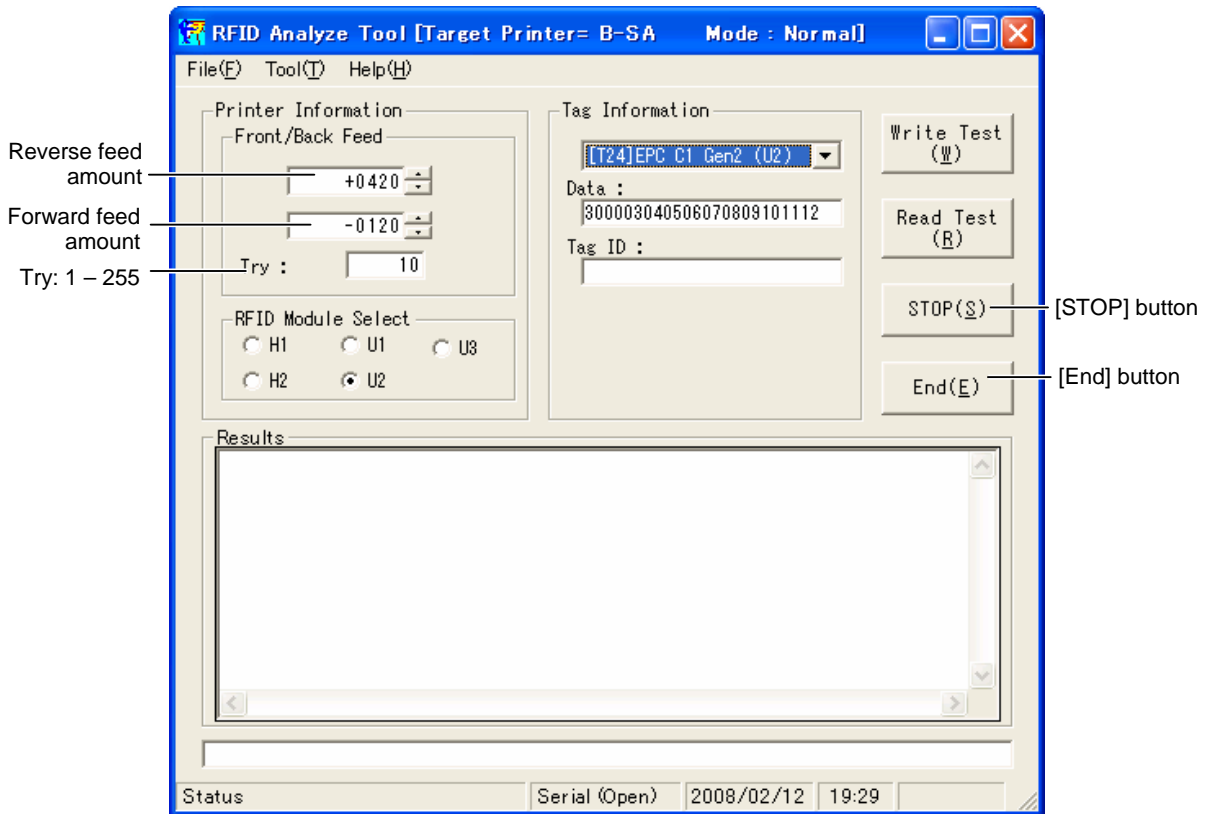 RFID Analyze Tool [Target Printer= B-SA Mode : Normal]
File(F) Tool(T) Help(H)
Printer Information
Front/Back Feed
Reverse feed
amount
+0420
Forward feed
amount
-0120
Try: 1 – 255
Try :
10
RFID Module Select
H1 U1 U3
H2 U2
Tag Information
[T24]EPC C1 Gen2 (U2)
Data :
300003040506070809101112
Tag ID :
Write Test
(W)
Read Test
(R)
STOP(S)
[STOP] button
End(E)
[End] button
Results
Status Serial (Open) 2008/02/12 19:29